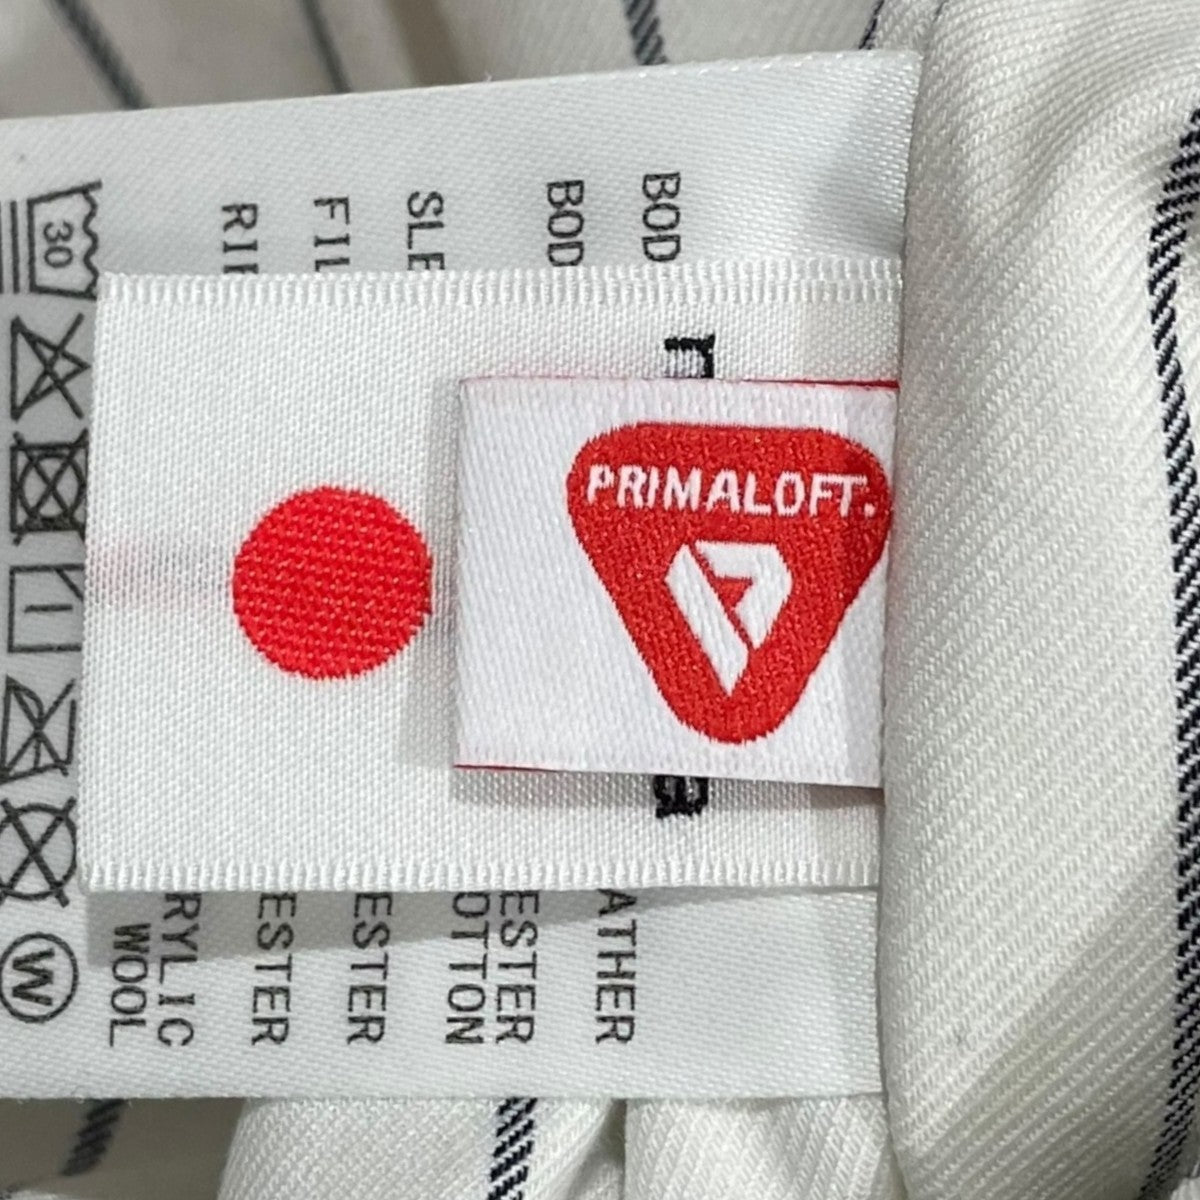 PRIMALOFT.
BOD
BOD
SLE
FIL
RI
ATHER
ESTER
OTTON
ESTER
ESTER
RYLIC
WOOL
30
W